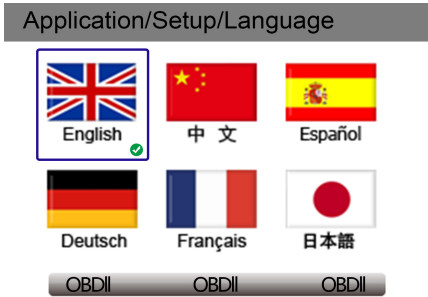 Application/Setup/Language
English 中 文 Español
Deutsch Français 日本語
OBDII OBDII OBDII